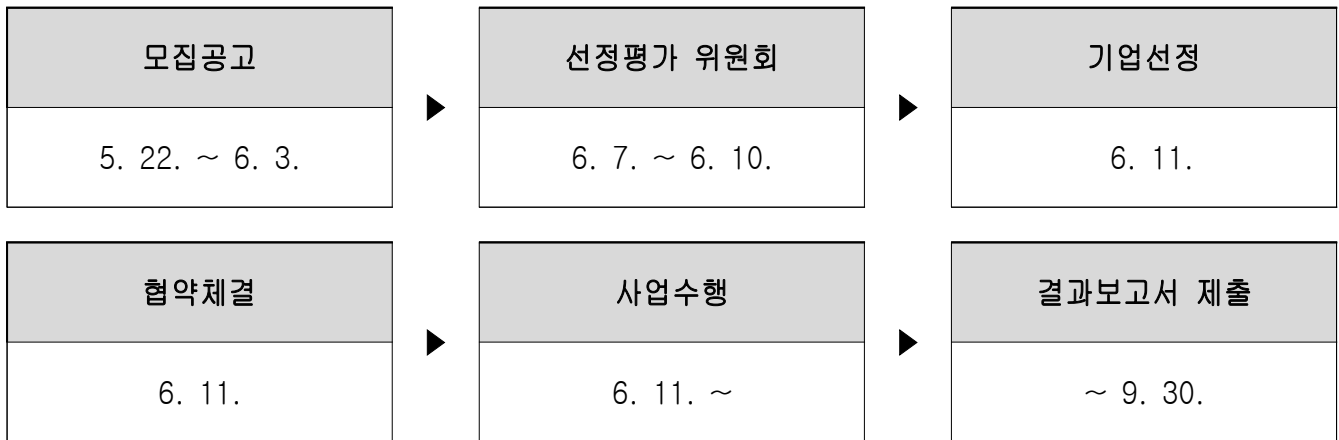 모집공고
선정평가 위원회
기업선정
5. 22. ~ 6. 3.
6. 7. ~ 6. 10.
6. 11.
협약체결
사업수행
결과보고서 제출
6. 11.
6. 11. ~
~ 9. 30.